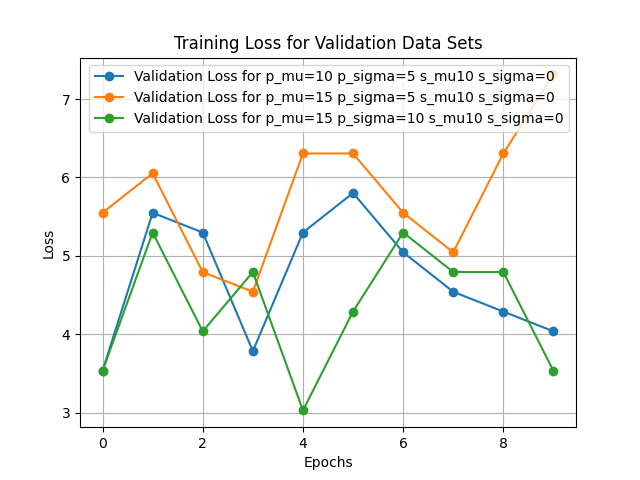 Training Loss for Validation Data Sets
Validation Loss for p_mu=10 p_sigma=5 s_mu10 s_sigma=0
Validation Loss for p_mu=15 p_sigma=5 s_mu10 s_sigma=0
Validation Loss for p_mu=15 p_sigma=10 s_mu10 s_sigma=0
Loss
7
6
5
4
3
0 2 4 6 8
Epochs